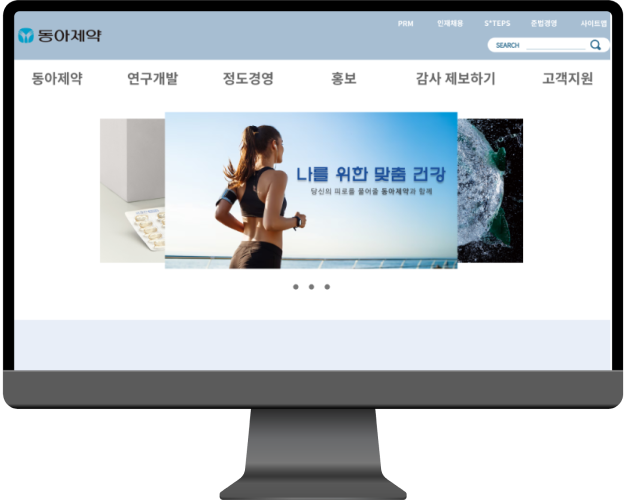 동아제약
PRM 인재채용 S*TEPS 준법경영 사이트맵
SEARCH
동아제약 연구개발 정도경영 홍보 감사 제보하기 고객지원
나를 위한 맞춤 건강
당신의 피로를 풀어줄 동아제약과 함께